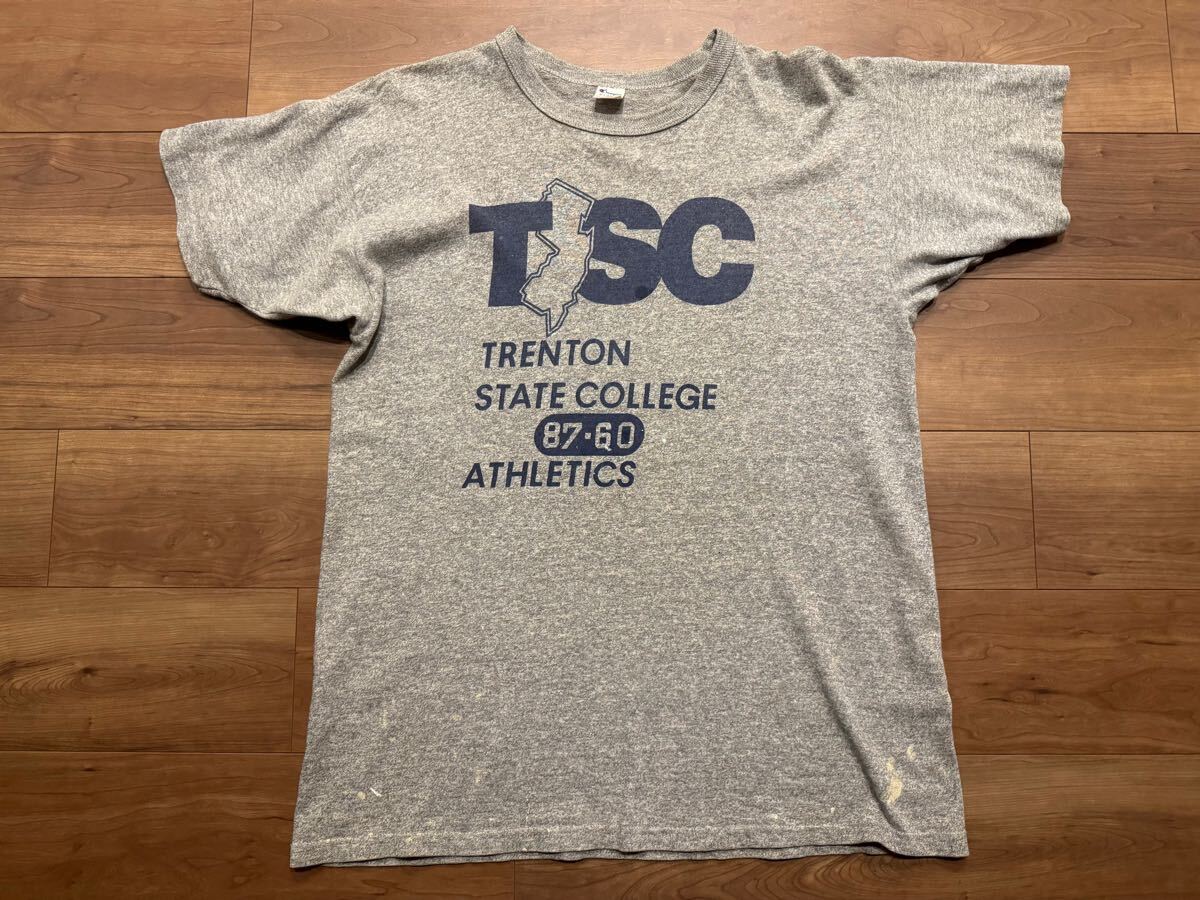 TSC
TRENTON
STATE COLLEGE
87·60
ATHLETICS